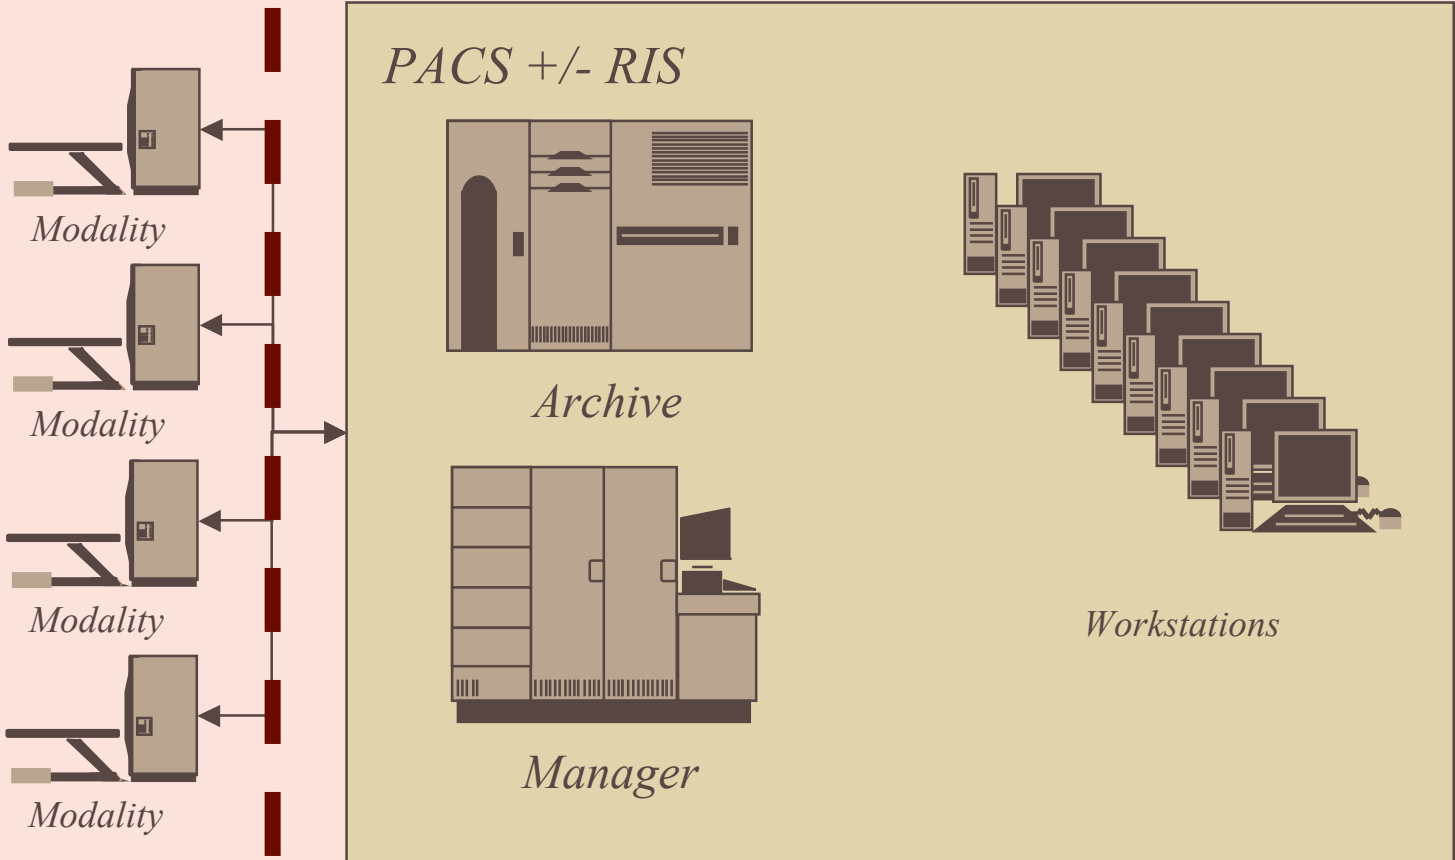 PACS +/- RIS
Modality
Archive
Modality
Modality
Workstations
Manager
Modality